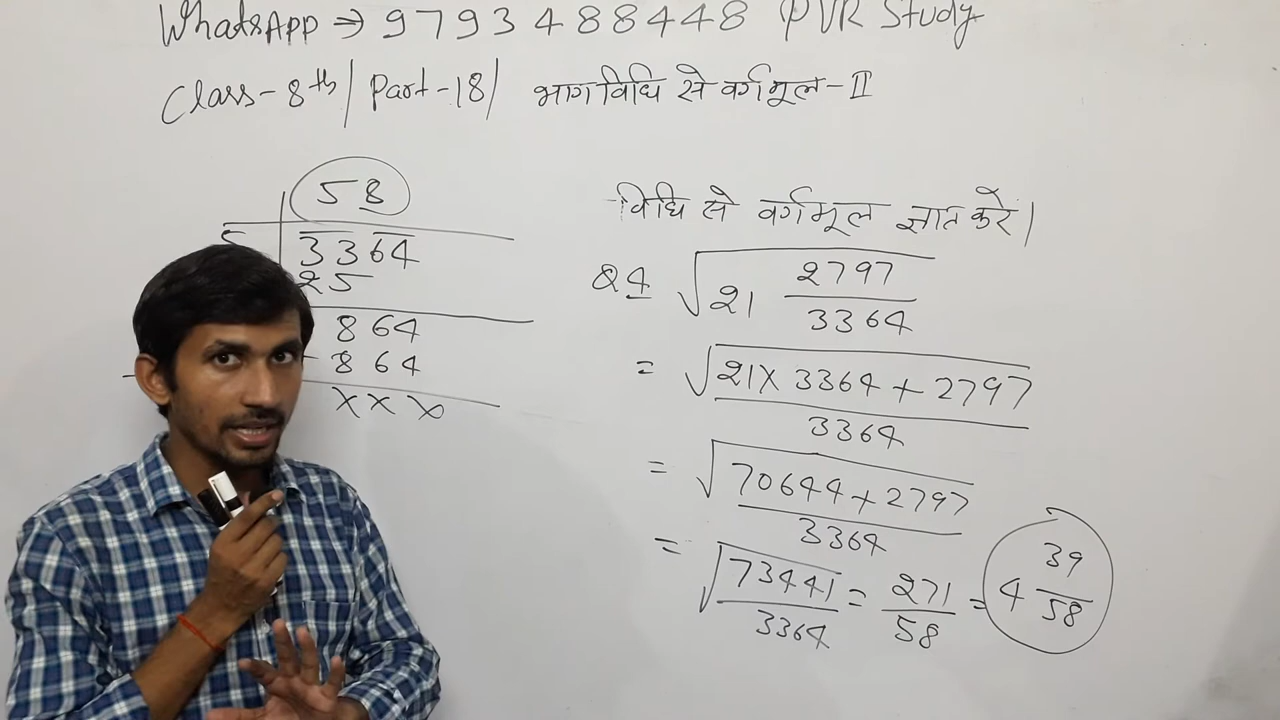 WhatsApp ⇒ 9793488448 PVR Study
Class-8th / Part-18 / भागविधि से वर्गमूल-II
58
5
3364
25
864
- 864
X X X
विधि से वर्गमूल ज्ञात करे।
Q4 √21 2797/3364
= √(21 X 3364 + 2797)/3364
= √(70644 + 2797)/3364
= √73441/3364 = 271/58 = 4 39/58